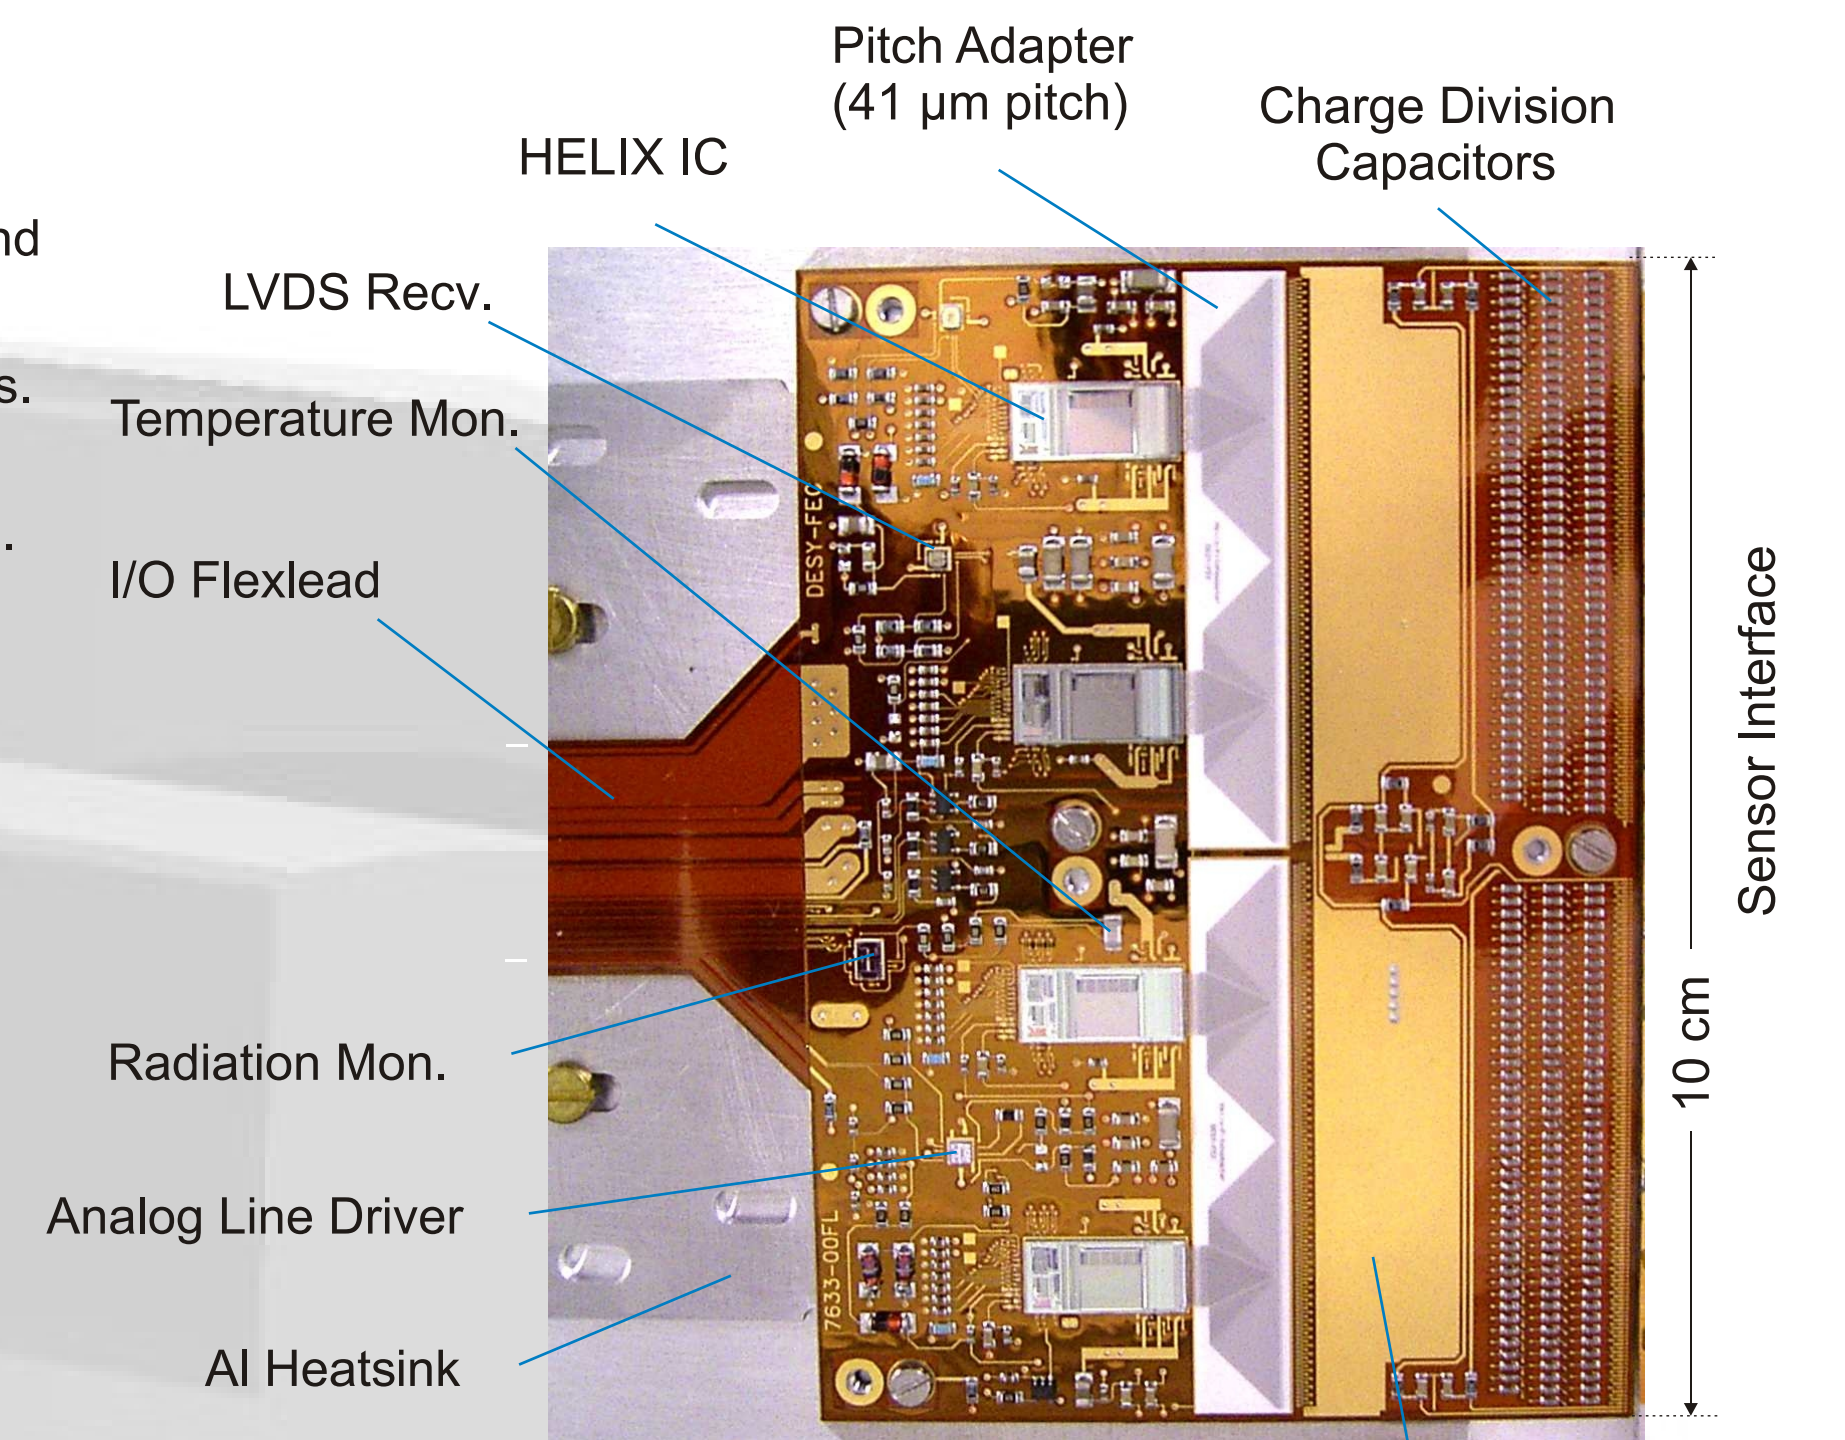 Pitch Adapter
(41 µm pitch)
Charge Division
Capacitors
HELIX IC
nd
LVDS Recv.
s.
Temperature Mon.
.
I/O Flexlead
DESY-FEC
Sensor Interface
10 cm
Radiation Mon.
Analog Line Driver
7633-00FL
Al Heatsink